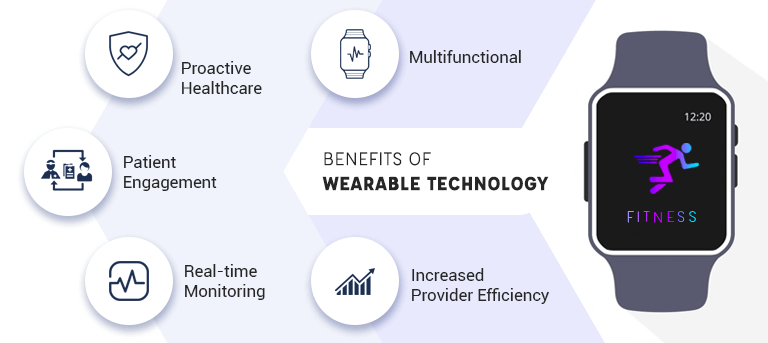 Proactive
Healthcare
Multifunctional
Patient
Engagement
BENEFITS OF
WEARABLE TECHNOLOGY
Real-time
Monitoring
Increased
Provider Efficiency
12:20
FITNESS